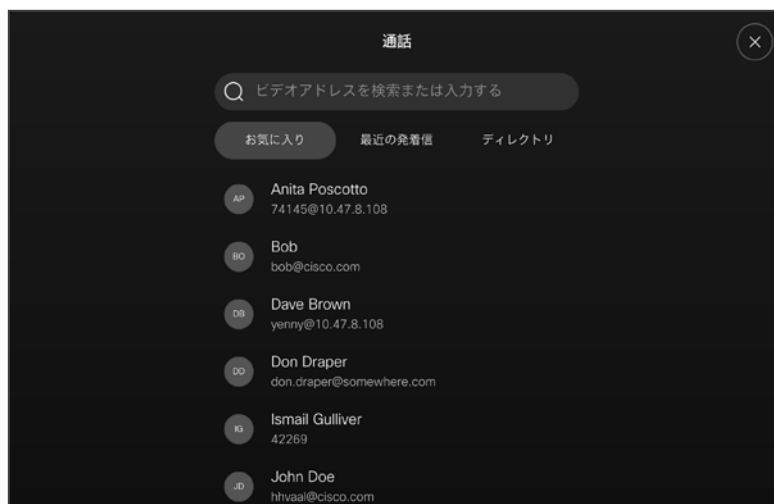 通話
ビデオアドレスを検索または入力する
お気に入り 最近の発着信 ディレクトリ
AP Anita Poscotto
74145@10.47.8.108
BO Bob
bob@cisco.com
DB Dave Brown
yenny@10.47.8.108
DD Don Draper
don.draper@somewhere.com
IG Ismail Gulliver
42269
JD John Doe
hhvaal@cisco.com